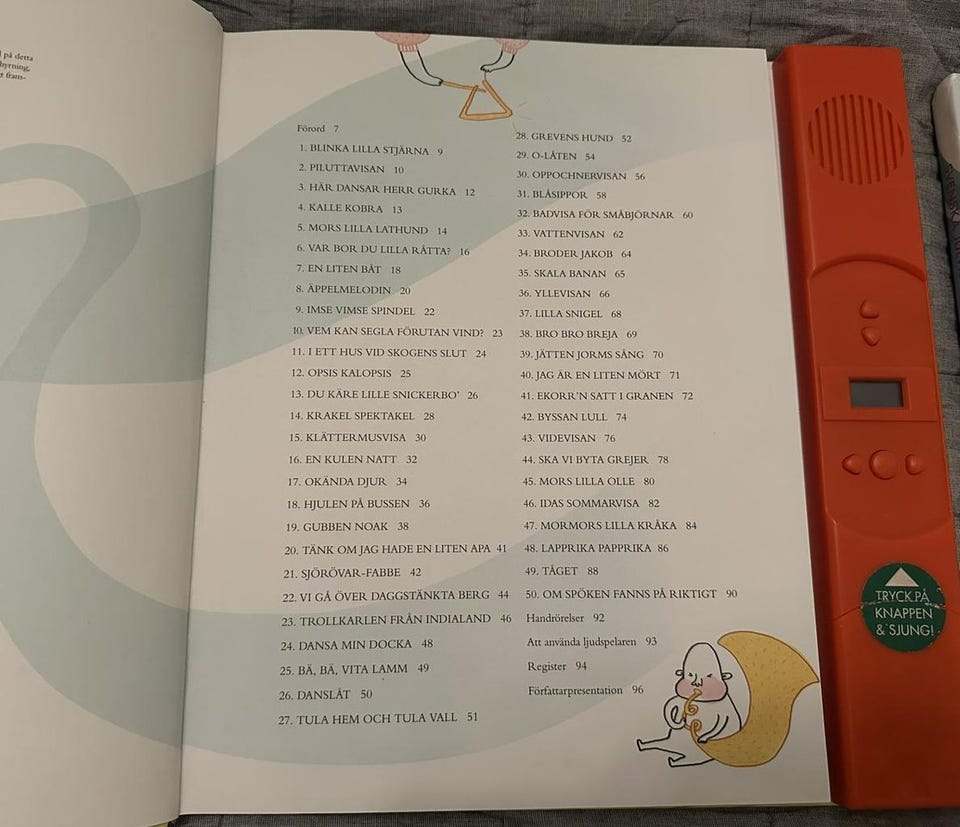 på detta
hyrning,
t fram-
Förord 7
1. BLINKA LILLA STJÄRNA 9
2. PILUTTAVISAN 10
3. HÄR DANSAR HERR GURKA 12
4. KALLE KOBRA 13
5. MORS LILLA LATHUND 14
6. VAR BOR DU LILLA RÅTTA? 16
7. EN LITEN BÅT 18
8. ÄPPELMELODIN 20
9. IMSE VIMSE SPINDEL 22
10. VEM KAN SEGLA FÖRUTAN VIND? 23
11. I ETT HUS VID SKOGENS SLUT 24
12. OPSIS KALOPSIS 25
13. DU KÄRE LILLE SNICKERBO' 26
14. KRAKEL SPEKTAKEL 28
15. KLÄTTERMUSVISA 30
16. EN KULEN NATT 32
17. OKÄNDA DJUR 34
18. HJULEN PÅ BUSSEN 36
19. GUBBEN NOAK 38
20. TÄNK OM JAG HADE EN LITEN APA 41
21. SJÖRÖVAR-FABBE 42
22. VI GÅ ÖVER DAGGSTÄNKTA BERG 44
23. TROLLKARLEN FRÅN INDIALAND 46
24. DANSA MIN DOCKA 48
25. BÄ, BÄ, VITA LAMM 49
26. DANSLÅT 50
27. TULA HEM OCH TULA VALL 51
28. GREVENS HUND 52
29. O-LÅTEN 54
30. OPPOCHNERVISAN 56
31. BLÅSIPPOR 58
32. BADVISA FÖR SMÅBJÖRNAR 60
33. VATTENVISAN 62
34. BRODER JAKOB 64
35. SKALA BANAN 65
36. YLLEVISAN 66
37. LILLA SNIGEL 68
38. BRO BRO BREJA 69
39. JÄTTEN JORMS SÅNG 70
40. JAG ÄR EN LITEN MÖRT 71
41. EKORR'N SATT I GRANEN 72
42. BYSSAN LULL 74
43. VIDEVISAN 76
44. SKA VI BYTA GREJER 78
45. MORS LILLA OLLE 80
46. IDAS SOMMARVISA 82
47. MORMORS LILLA KRÅKA 84
48. LAPPRIKA PAPPRIKA 86
49. TÅGET 88
50. OM SPÖKEN FANNS PÅ RIKTIGT 90
Handrörelser 92
Att använda ljudspelaren 93
Register 94
Författarpresentation 96
TRYCK PÅ
KNAPPEN
& SJUNG!